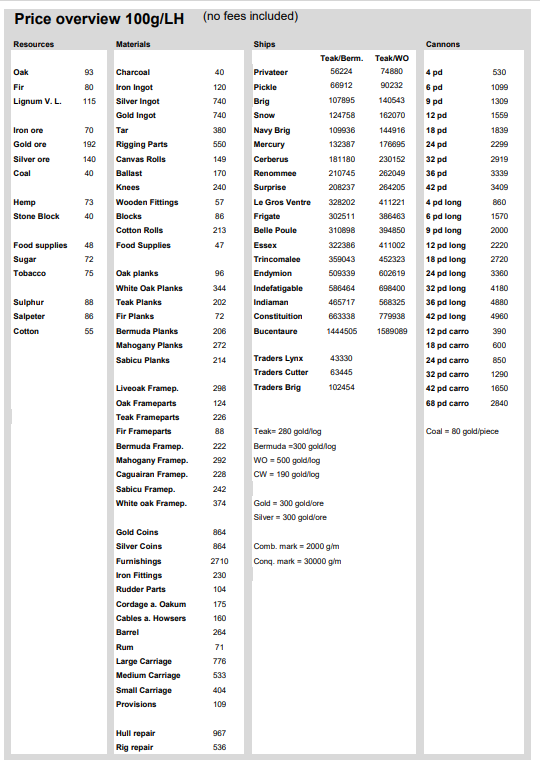 Price overview 100g/LH (no fees included)
Resources
Oak 93
Fir 80
Lignum V. L. 115
Iron ore 70
Gold ore 192
Silver ore 140
Coal 40
Hemp 73
Stone Block 40
Food supplies 48
Sugar 72
Tobacco 75
Sulphur 88
Salpeter 86
Cotton 55
Materials
Charcoal 40
Iron Ingot 120
Silver Ingot 740
Gold Ingot 740
Tar 380
Rigging Parts 550
Canvas Rolls 149
Ballast 170
Knees 240
Wooden Fittings 57
Blocks 86
Cotton Rolls 213
Food Supplies 47
Oak planks 96
White Oak Planks 344
Teak Planks 202
Fir Planks 72
Bermuda Planks 206
Mahogany Planks 272
Sabicu Planks 214
Liveoak Framep. 298
Oak Frameparts 124
Teak Frameparts 226
Fir Frameparts 88
Bermuda Framep. 222
Mahogany Framep. 292
Caguairan Framep. 228
Sabicu Framep. 242
White oak Framep. 374
Gold Coins 864
Silver Coins 864
Furnishings 2710
Iron Fittings 230
Rudder Parts 104
Cordage a. Oakum 175
Cables a. Howsers 160
Barrel 264
Rum 71
Large Carriage 776
Medium Carriage 533
Small Carriage 404
Provisions 109
Hull repair 967
Rig repair 536
Ships
Teak/Berm. Teak/WO
Privateer 56224 74880
Pickle 66912 90232
Brig 107895 140543
Snow 124758 162070
Navy Brig 109936 144916
Mercury 132387 176695
Cerberus 181180 230152
Renommee 210745 262049
Surprise 208237 264205
Le Gros Ventre 328202 411221
Frigate 302511 386463
Belle Poule 310898 394850
Essex 322386 411002
Trincomalee 359043 452323
Endymion 509339 602619
Indefatigable 586464 698400
Indiaman 465717 568325
Constituition 663338 779938
Bucentaure 1444505 1589089
Traders Lynx 43330
Traders Cutter 63445
Traders Brig 102454
Teak= 280 gold/log
Bermuda =300 gold/log
WO = 500 gold/log
CW = 190 gold/log
Gold = 300 gold/ore
Silver = 300 gold/ore
Comb. mark = 2000 g/m
Conq. mark = 30000 g/m
Cannons
4 pd 530
6 pd 1099
9 pd 1309
12 pd 1559
18 pd 1839
24 pd 2299
32 pd 2919
36 pd 3339
42 pd 3409
4 pd long 860
6 pd long 1570
9 pd long 2000
12 pd long 2220
18 pd long 2720
24 pd long 3360
32 pd long 4180
36 pd long 4880
42 pd long 4960
12 pd carro 390
18 pd carro 600
24 pd carro 850
32 pd carro 1290
42 pd carro 1650
68 pd carro 2840
Coal = 80 gold/piece